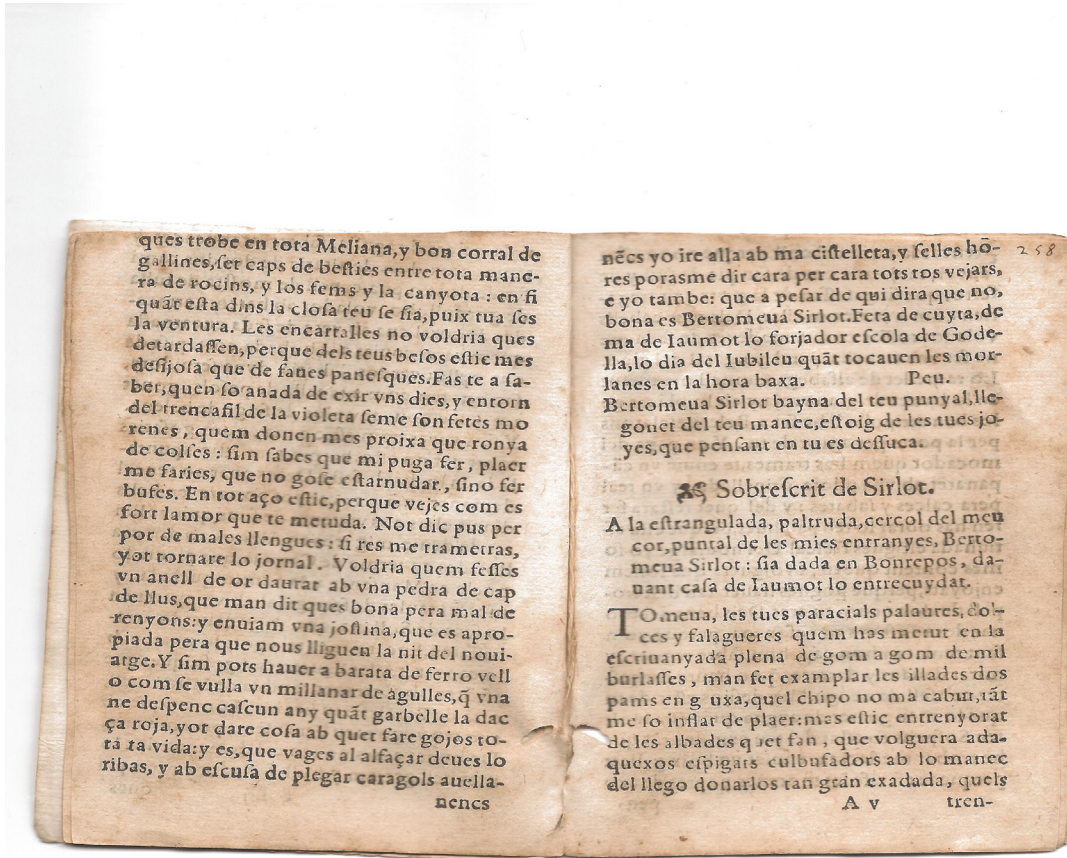 ques trobe en tota Meliana,y bon corral de
gallines,ſet caps de beſties entre tota mane-
ra de rocins, y los fems y la canyota : en fi
quãt eſta dins la cloſa teu ſe ſia,puix tua ſes
la ventura. Les encartalles no voldria ques
detardaſſen,perque dels teus beſos eſtic mes
deſijoſa que de faues paneſques.Fas te a ſa-
ber,quen ſo anada de exir vns dies,y entorn
del trencafil de la violeta ſeme ſon fetes mo
renes, quem donen mes proixa que ronya
de colſes : ſim ſabes que mi puga fer, plaer
me faries, que no goſe eſtarnudar, ſino fer
bufes. En tot aço eſtic,perque vejes com es
fort lamor que te metuda. Not dic pus per
por de males llengues : ſi res me trametras,
yot tornare lo jornal. Voldria quem feſſes
vn anell de or daurat ab vna pedra de cap
de llus,que man dit ques bona pera mal de
renyons:y enuiam vna joſtina,que es apro-
piada pera que nous lliguen la nit del noui-
atge.Y ſim pots hauer a barata de ferro vell
o com ſe vulla vn millanar de agulles,q̃ vna
ne deſpenc caſcun any quãt garbelle la dac
ça roja,yot dare coſa ab quet fare gojos to-
ta ta vida:y es,que vages al alfaçar deues lo
ribas, y ab eſcuſa de plegar caragols auella-
nencs
258
nẽcs yo ire alla ab ma ciſtelleta,y ſelles hõ-
res porasme dir cara per cara tots tos vejars,
e yo tambe: que a peſar de qui dira que no,
bona es Bertomeua Sirlot.Feta de cuyta,de
ma de Iaumot lo forjador eſcola de Gode-
lla,lo dia del Iubileu quãt tocauen les mor-
lanes en la hora baxa. Peu.
Bertomeua Sirlot bayna del teu punyal,lle-
gonet del teu manec,eſtoig de les tues jo-
yes,que penſant en tu es deſſuca.
Sobreſcrit de Sirlot.
A la eſtrangulada, paltruda,cercol del meu
cor,puntal de les mies entranyes, Berto-
meua Sirlot : ſia dada en Bonrepos, da-
uant caſa de Iaumot lo entrecuydat.
TOmeua, les tues paracials palautes, dol-
ces y falagueres quem has metut en la
eſcriuanyada plena de gom a gom de mil
burlaſſes, man fet examplar les illades dos
pams en g uxa,quel chipo no ma cabut,tãt
me ſo inflat de plaer:mes eſtic entrenyorat
de les albades q uet fan, que volguera ada-
quexos eſpigats culbufadors ab lo manec
del llego donarlos tan gran exadada, quels
A v tren-